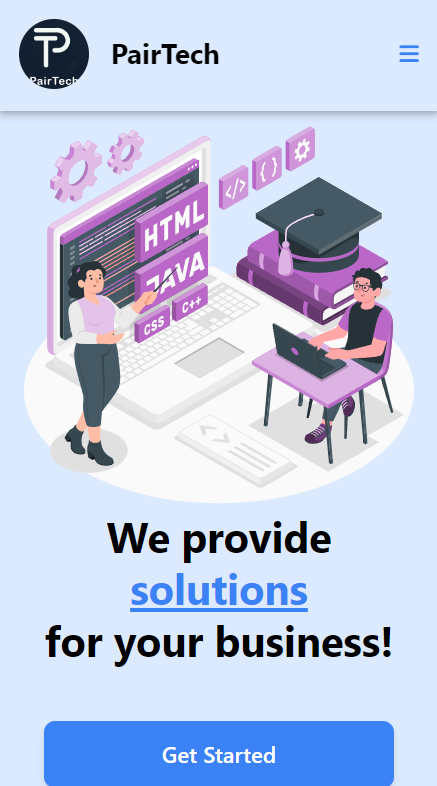 PairTech
PairTech
</>
{ }
HTML
JAVA
CSS
C++
We provide
solutions
for your business!
Get Started